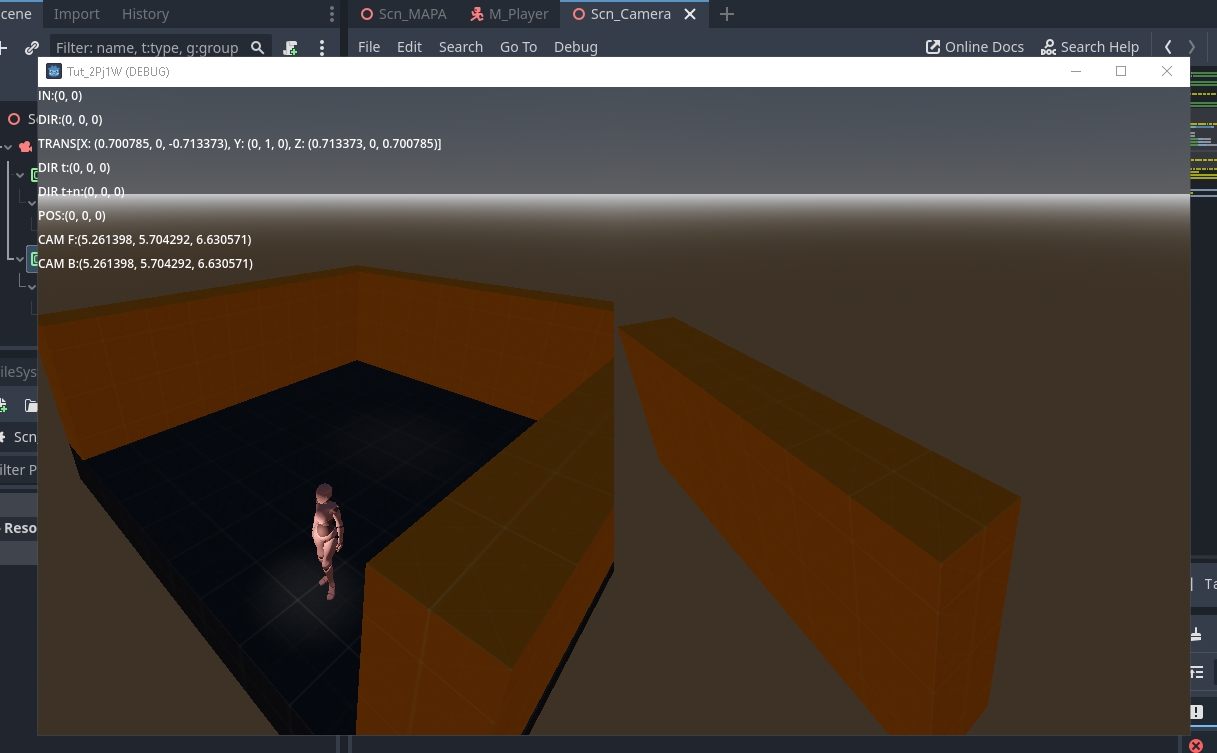 cene Import History Scn_MAPA M_Player Scn_Camera
Filter: name, t:type, g:group File Edit Search Go To Debug Online Docs Search Help
Tut_2Pj1W (DEBUG)
IN:(0, 0)
DIR:(0, 0, 0)
TRANS[X: (0.700785, 0, -0.713373), Y: (0, 1, 0), Z: (0.713373, 0, 0.700785)]
DIR t:(0, 0, 0)
DIR t+n:(0, 0, 0)
POS:(0, 0, 0)
CAM F:(5.261398, 5.704292, 6.630571)
CAM B:(5.261398, 5.704292, 6.630571)
ileSys
Scn_
ilter P
Reso
Ta